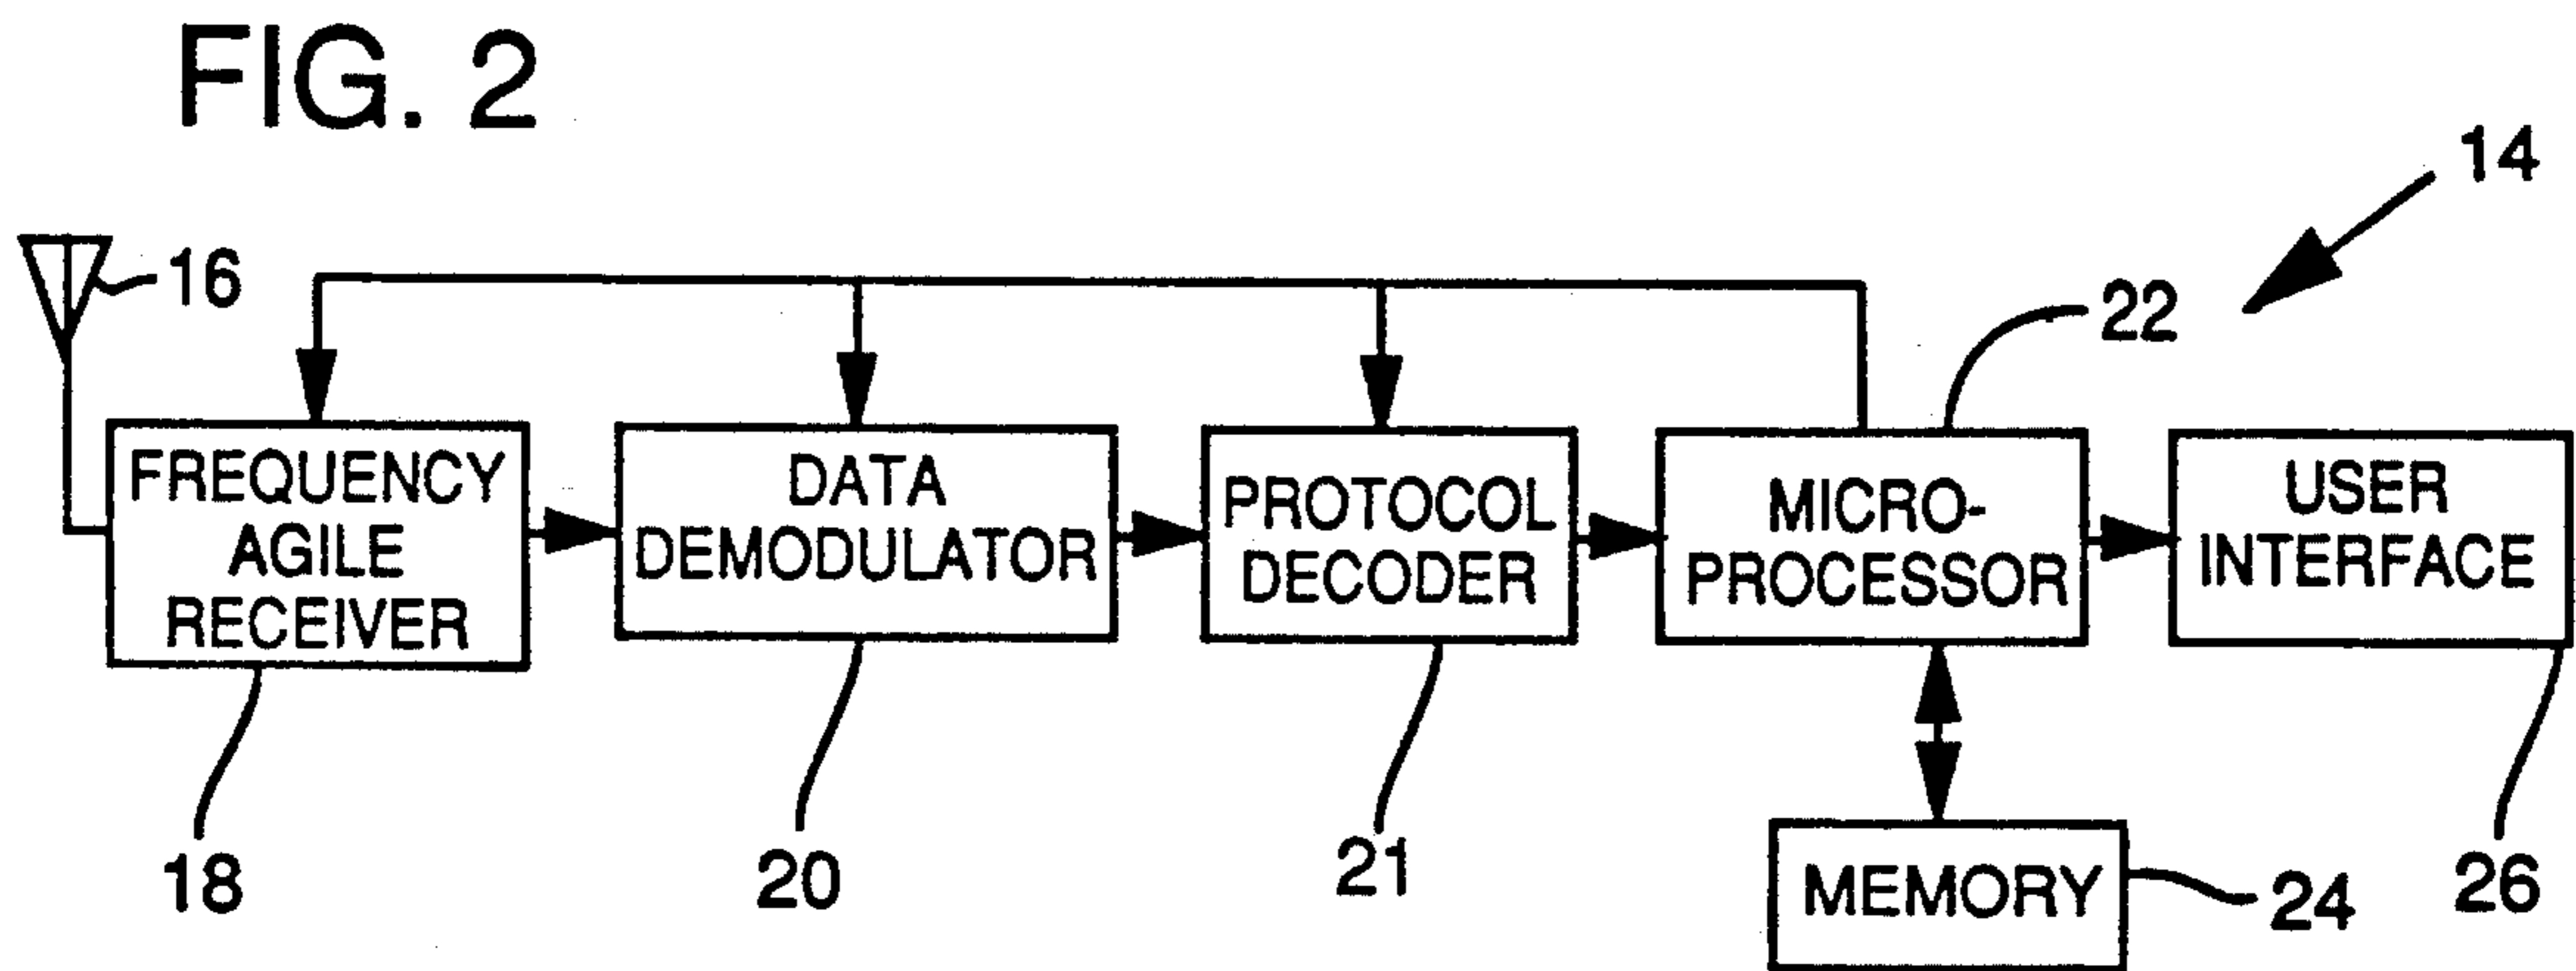 FIG. 2
14
16
22
FREQUENCY
AGILE
RECEIVER
DATA
DEMODULATOR
PROTOCOL
DECODER
MICRO-
PROCESSOR
USER
INTERFACE
18
20
21
MEMORY
24
26